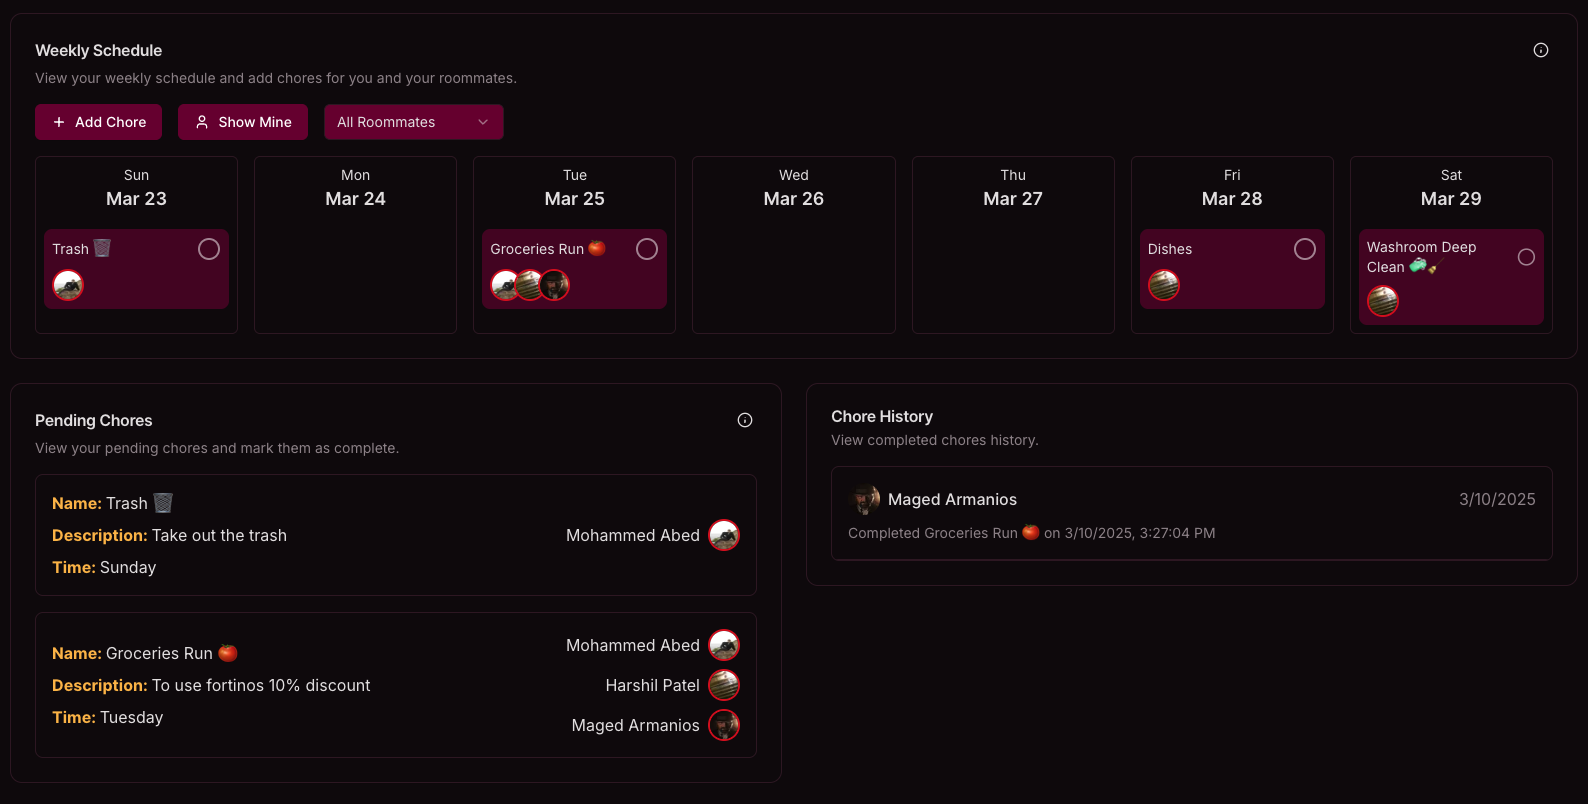 Weekly Schedule
View your weekly schedule and add chores for you and your roommates.
Add Chore
Show Mine
All Roommates
Sun
Mar 23
Trash 🗑️
Mon
Mar 24
Tue
Mar 25
Groceries Run 🍅
Wed
Mar 26
Thu
Mar 27
Fri
Mar 28
Dishes
Sat
Mar 29
Washroom Deep
Clean 🧼🧹
Pending Chores
View your pending chores and mark them as complete.
Name: Trash 🗑️
Description: Take out the trash
Time: Sunday
Mohammed Abed
Name: Groceries Run 🍅
Description: To use fortinos 10% discount
Time: Tuesday
Mohammed Abed
Harshil Patel
Maged Armanios
Chore History
View completed chores history.
Maged Armanios
3/10/2025
Completed Groceries Run 🍅 on 3/10/2025, 3:27:04 PM